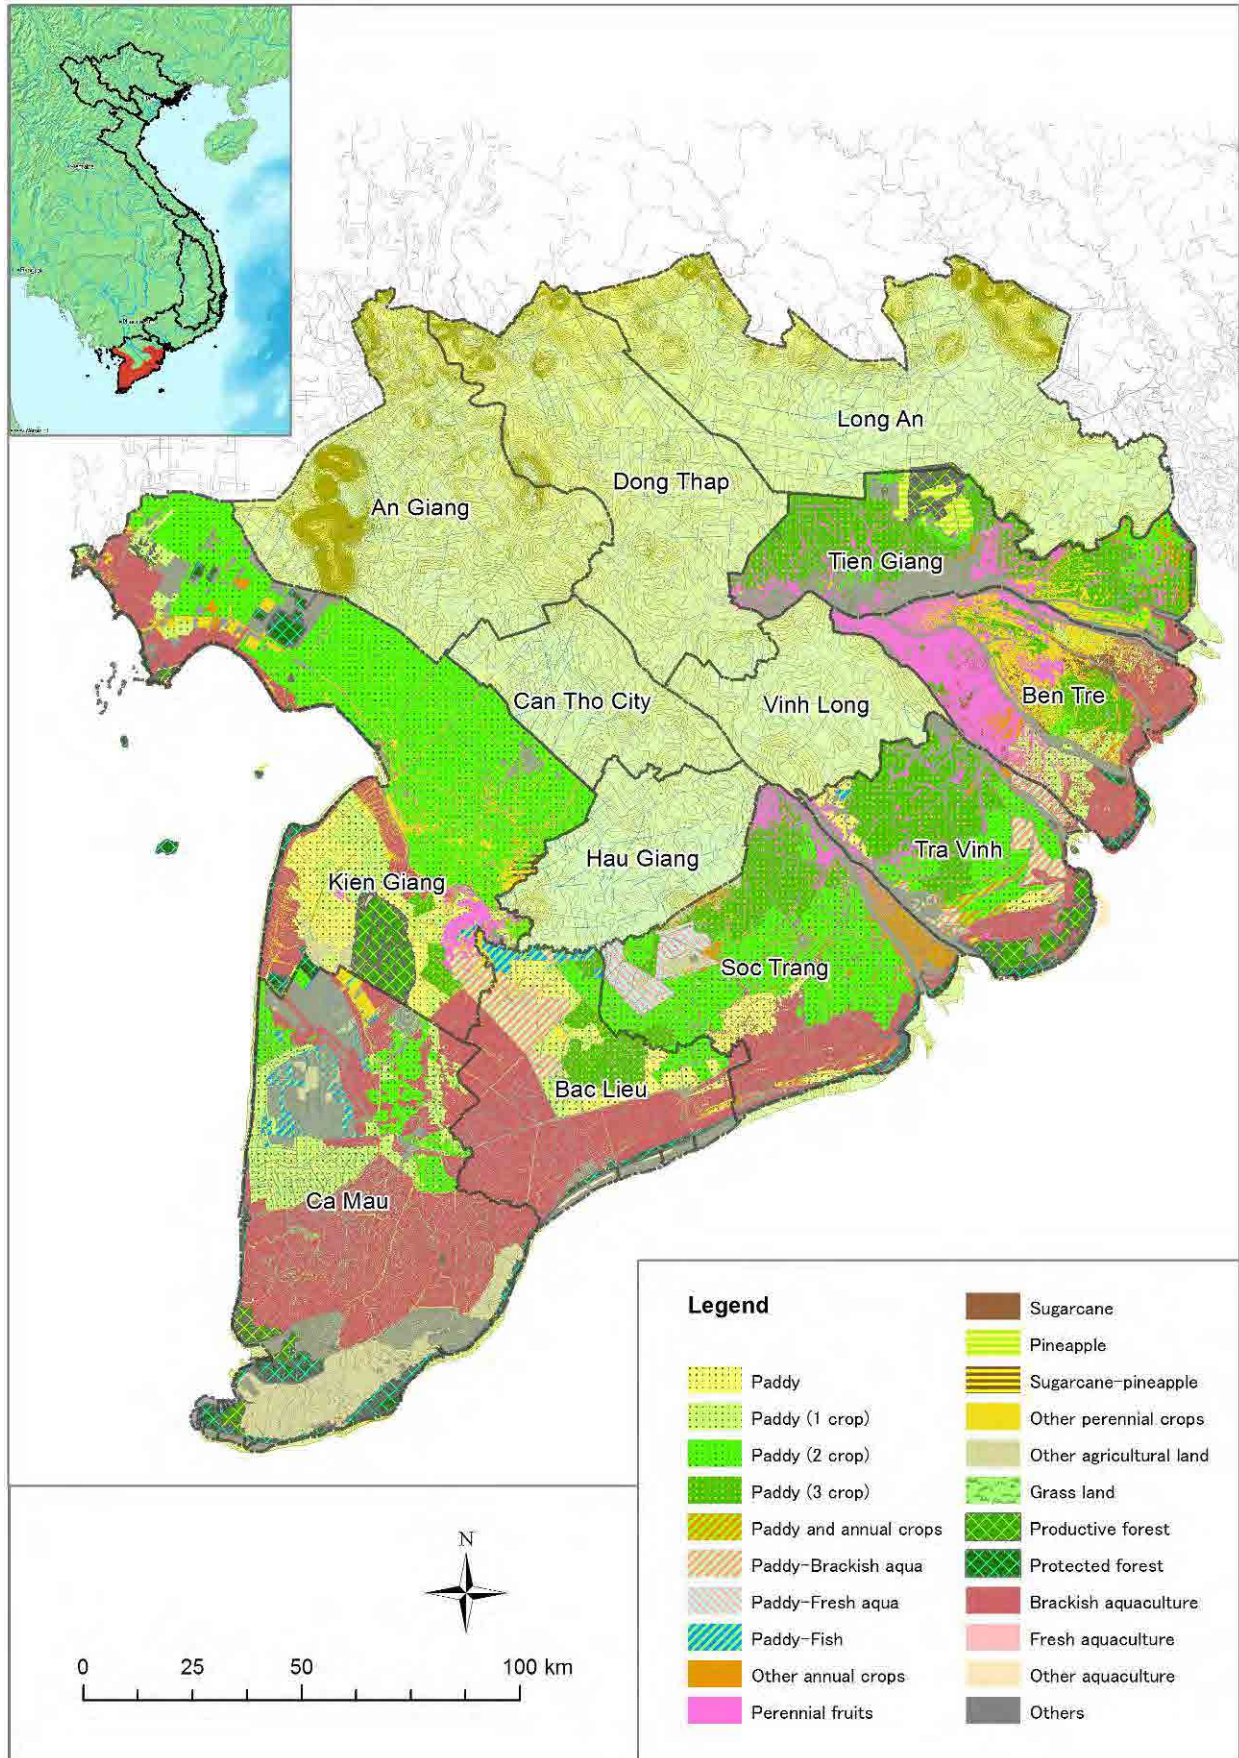 Long An
Dong Thap
An Giang
Tien Giang
Can Tho City
Vinh Long
Ben Tre
Hau Giang
Tra Vinh
Kien Giang
Soc Trang
Bac Lieu
Ca Mau
Legend
Paddy
Paddy (1 crop)
Paddy (2 crop)
Paddy (3 crop)
Paddy and annual crops
Paddy-Brackish aqua
Paddy-Fresh aqua
Paddy-Fish
Other annual crops
Perennial fruits
Sugarcane
Pineapple
Sugarcane-pineapple
Other perennial crops
Other agricultural land
Grass land
Productive forest
Protected forest
Brackish aquaculture
Fresh aquaculture
Other aquaculture
Others
N
0 25 50 100 km